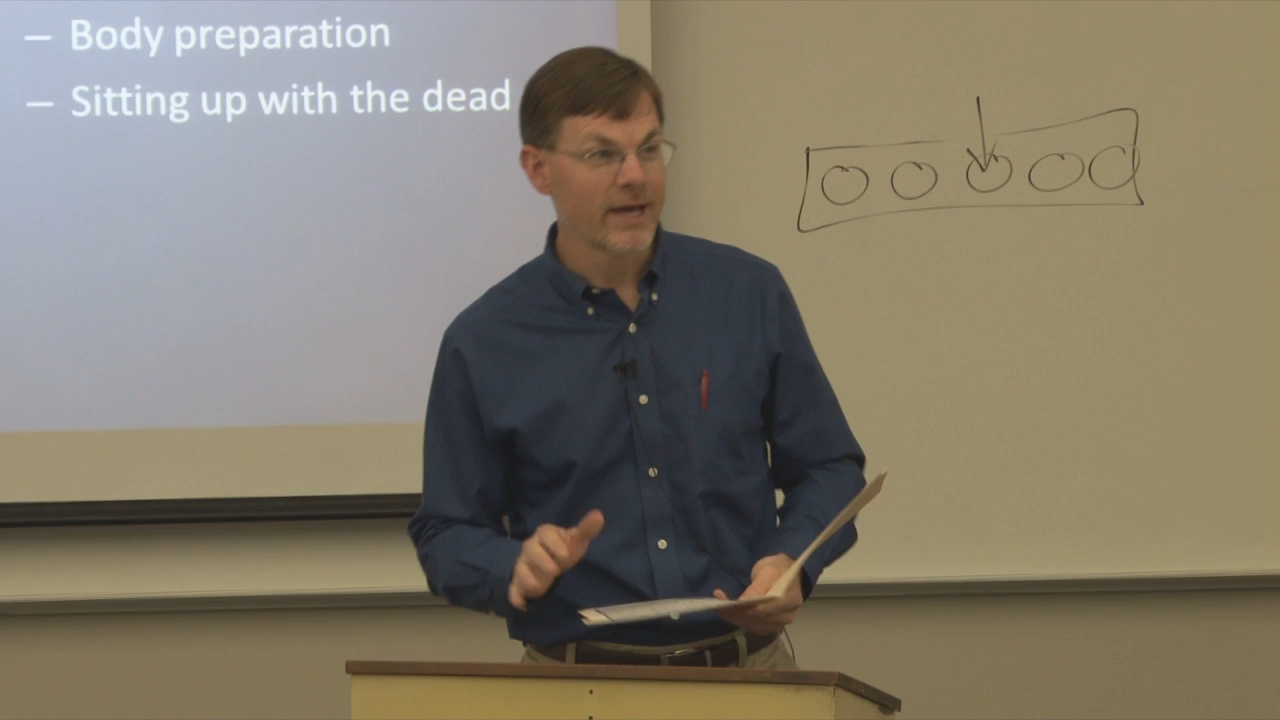 – Body preparation
– Sitting up with the dead